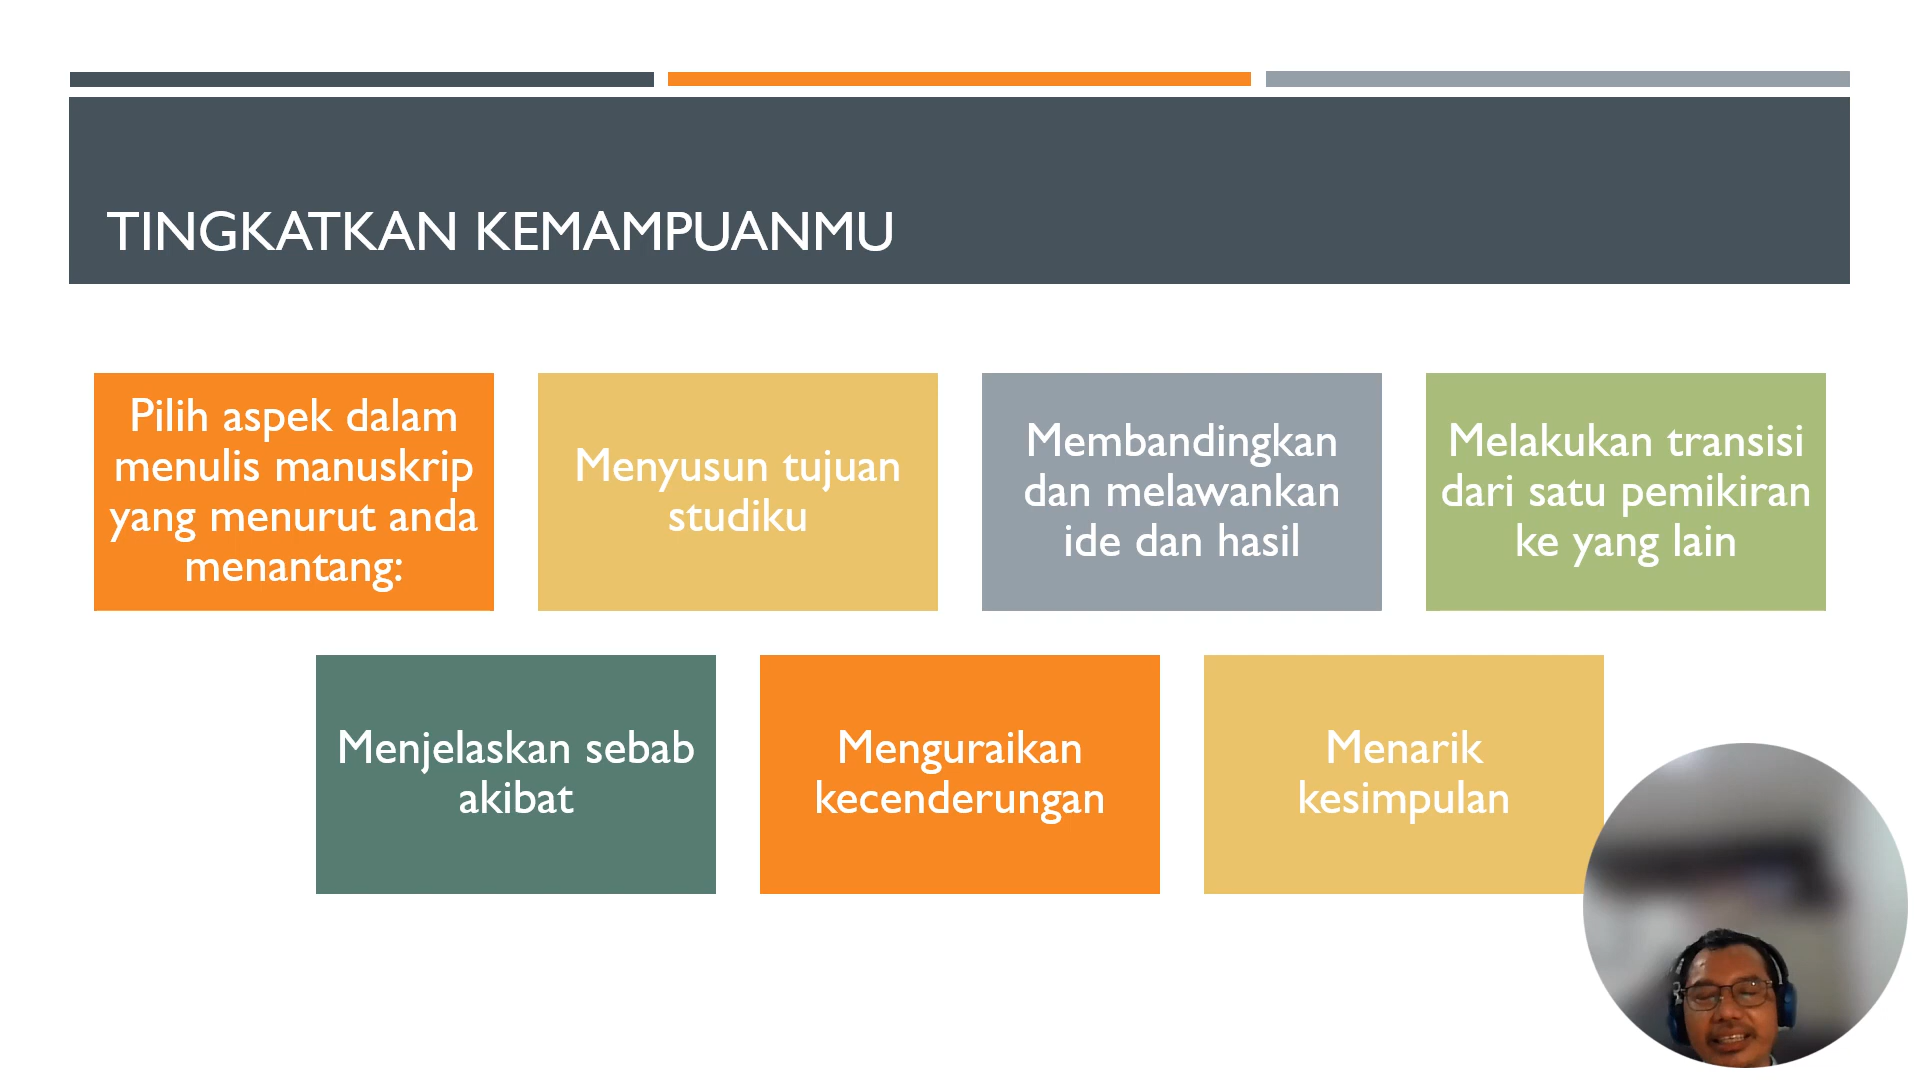 TINGKATKAN KEMAMPUANMU
Pilih aspek dalam
menulis manuskrip
yang menurut anda
menantang:
Menyusun tujuan
studiku
Membandingkan
dan melawankan
ide dan hasil
Melakukan transisi
dari satu pemikiran
ke yang lain
Menjelaskan sebab
akibat
Menguraikan
kecenderungan
Menarik
kesimpulan